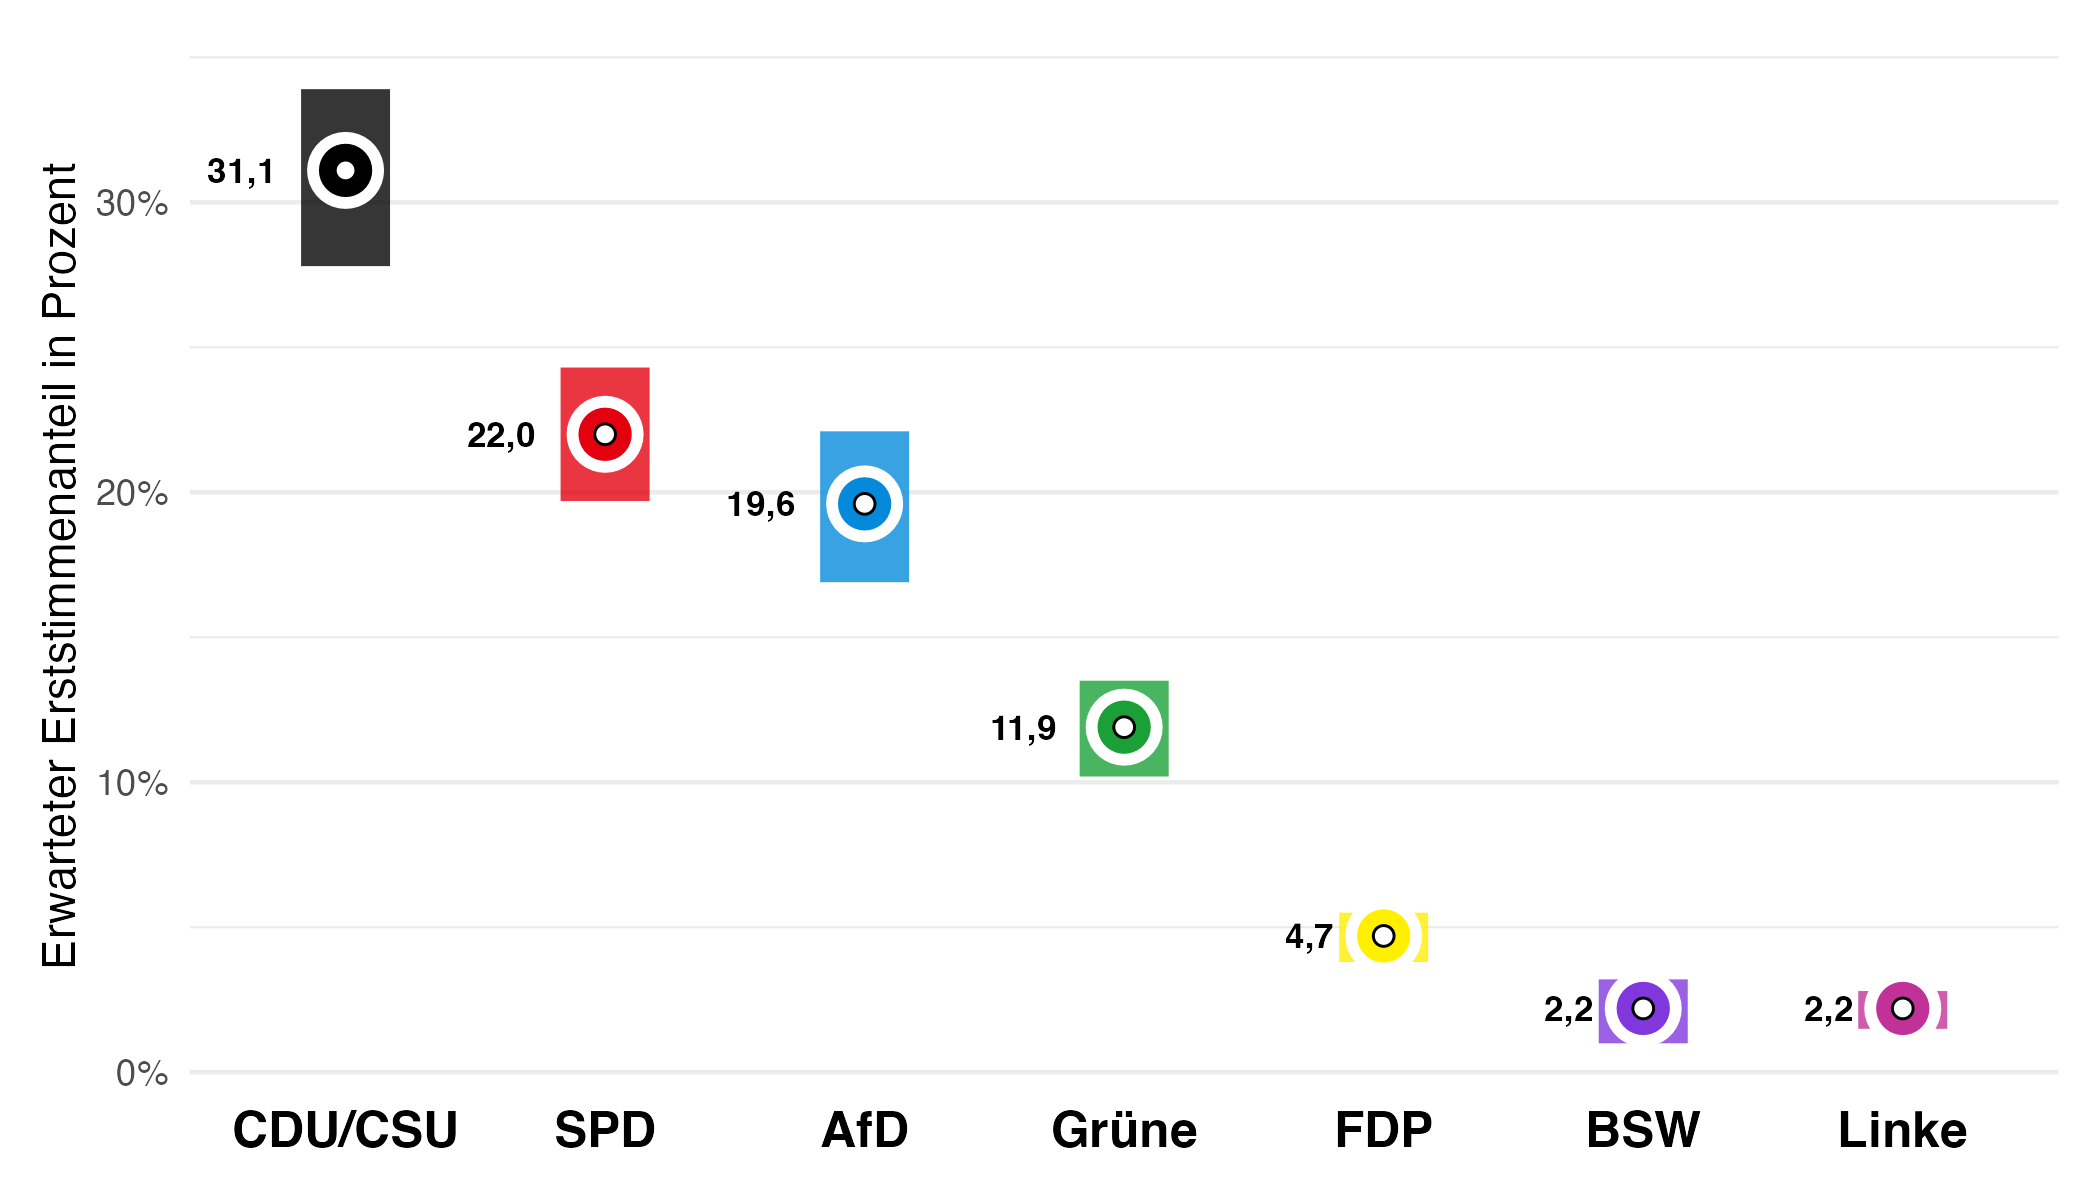 Erwarteter Erststimmenanteil in Prozent
30%
20%
10%
0%
31,1
22,0
19,6
11,9
4,7
2,2
2,2
CDU/CSU
SPD
AfD
Grüne
FDP
BSW
Linke